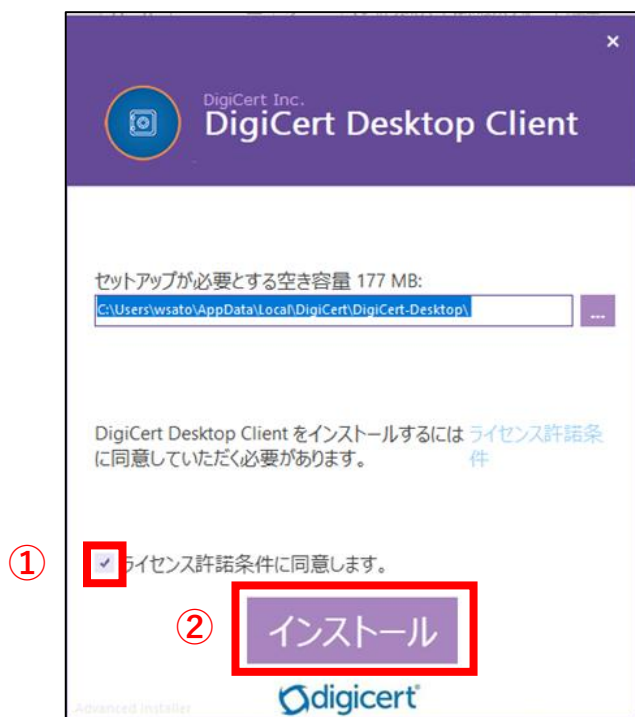 ×
DigiCert Inc.
DigiCert Desktop Client
セットアップが必要とする空き容量 177 MB:
C:\Users\wsato\AppData\Local\DigiCert\DigiCert-Desktop\
...
DigiCert Desktop Client をインストールするには ライセンス許諾条
に同意していただく必要があります。 件
① ライセンス許諾条件に同意します。
② インストール
digicert
Advanced Installer